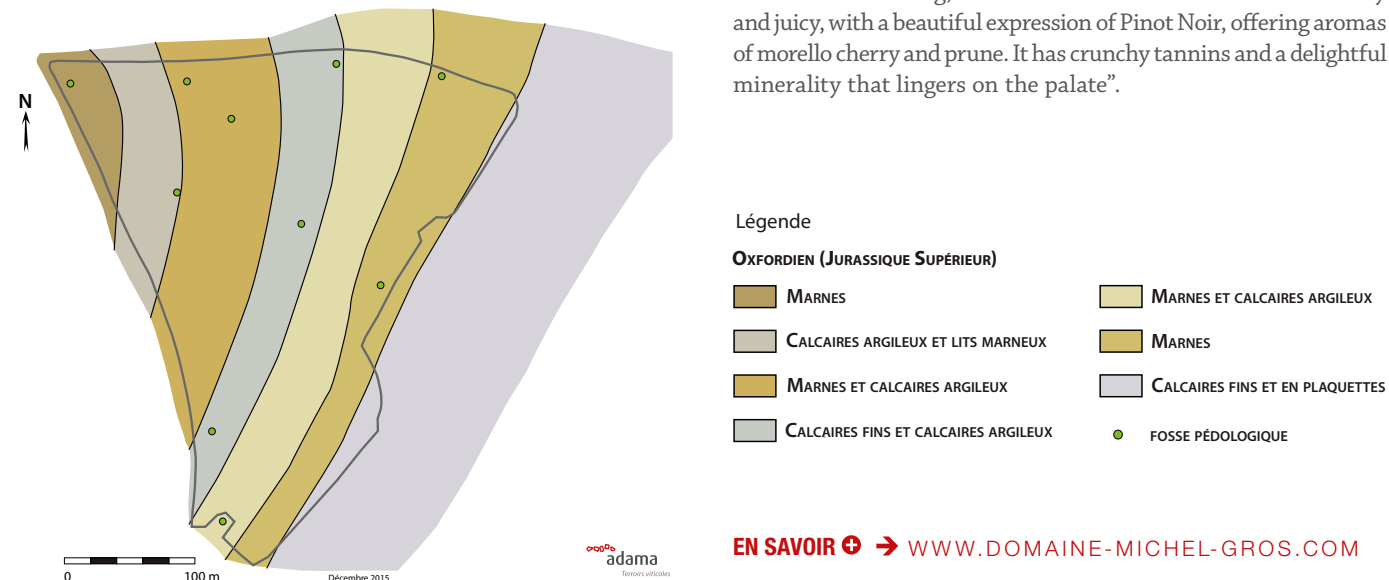 and juicy, with a beautiful expression of Pinot Noir, offering aromas
of morello cherry and prune. It has crunchy tannins and a delightful
minerality that lingers on the palate”.
N
0 100 m
Décembre 2015
adama
Terroirs viticoles
Légende
OXFORDIEN (JURASSIQUE SUPÉRIEUR)
MARNES
CALCAIRES ARGILEUX ET LITS MARNEUX
MARNES ET CALCAIRES ARGILEUX
CALCAIRES FINS ET CALCAIRES ARGILEUX
MARNES ET CALCAIRES ARGILEUX
MARNES
CALCAIRES FINS ET EN PLAQUETTES
FOSSE PÉDOLOGIQUE
EN SAVOIR + → WWW.DOMAINE-MICHEL-GROS.COM